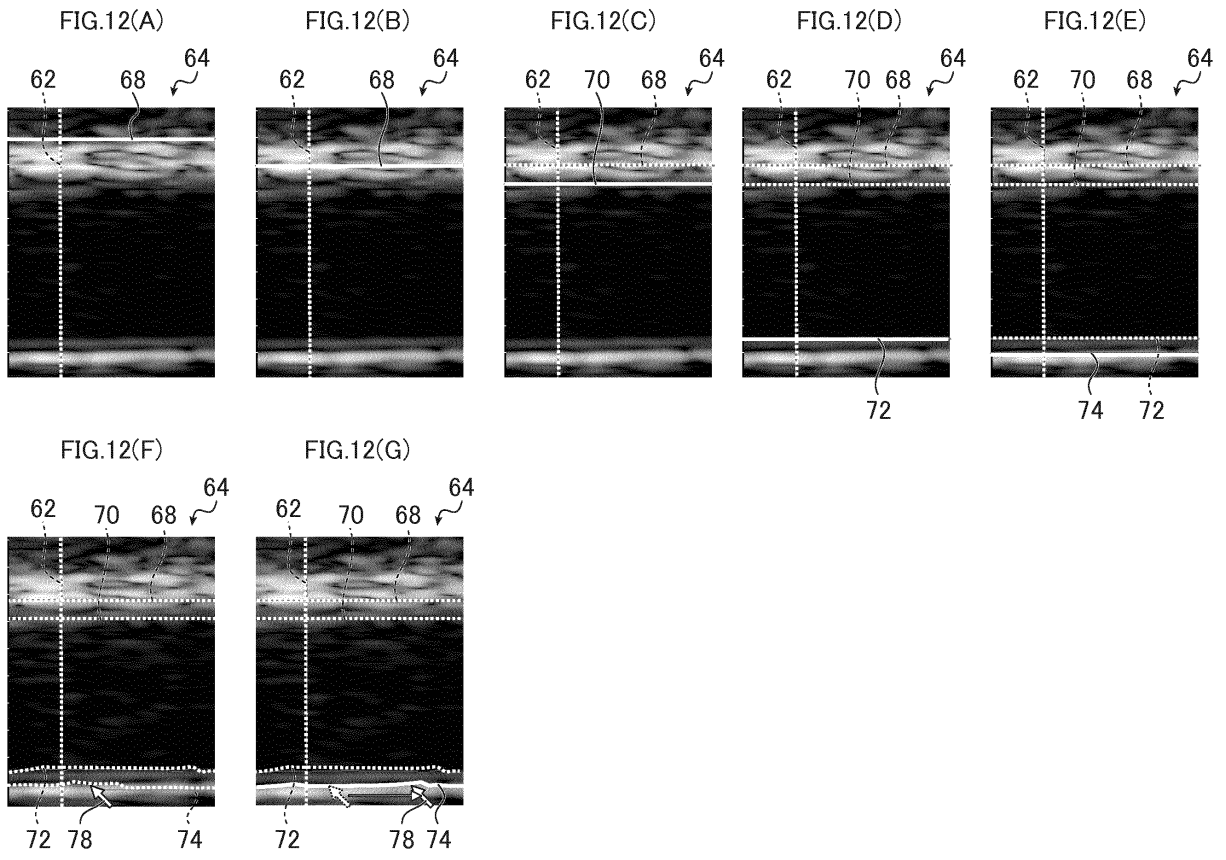 FIG.12(A) FIG.12(B) FIG.12(C) FIG.12(D) FIG.12(E)
64 64 64 64 64
62 68 62 68 62 70 68 62 70 68 62 70 68
72 74 72
FIG.12(F) FIG.12(G)
64 64
62 70 68 62 70 68
72 78 74 72 78 74